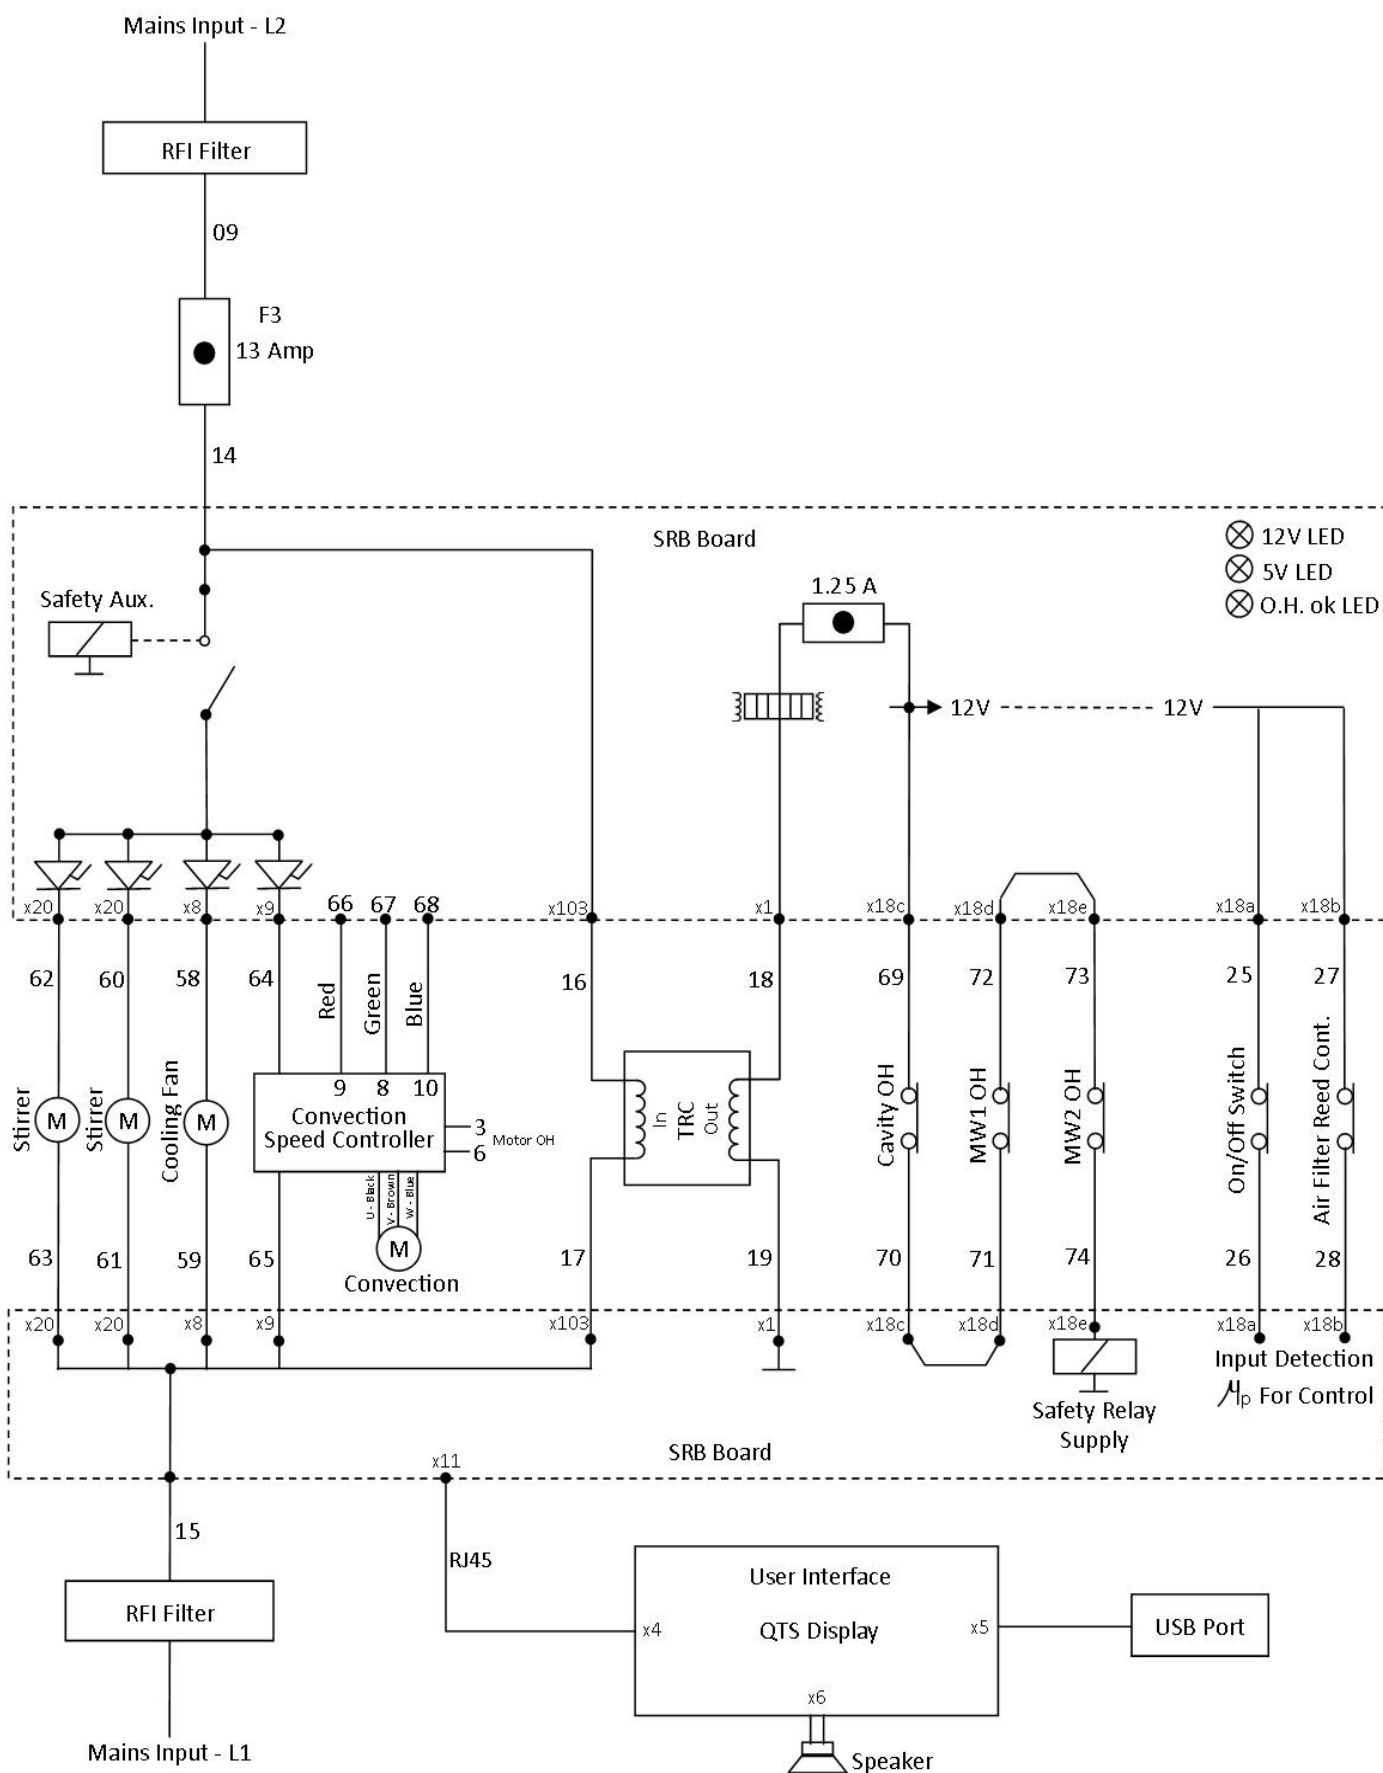 Mains Input - L2
RFI Filter
09
F3
13 Amp
14
SRB Board
12V LED
5V LED
O.H. ok LED
Safety Aux.
1.25 A
12V
12V
x20
x20
x8
x9
66
67
68
x103
x1
x18c
x18d
x18e
x18a
x18b
62
60
58
64
Red
Green
Blue
16
18
69
72
73
25
27
Stirrer
Stirrer
Cooling Fan
M
M
M
9
8
10
Convection
Speed Controller
3
6
Motor OH
U - Black
V - Brown
W - Blue
M
Convection
In
TRC
Out
Cavity OH
MW1 OH
MW2 OH
On/Off Switch
Air Filter Reed Cont.
63
61
59
65
17
19
70
71
74
26
28
x20
x20
x8
x9
x103
x1
x18c
x18d
x18e
x18a
x18b
Input Detection
μp For Control
Safety Relay
Supply
SRB Board
x11
15
RJ45
RFI Filter
User Interface
QTS Display
x4
x5
x6
USB Port
Speaker
Mains Input - L1